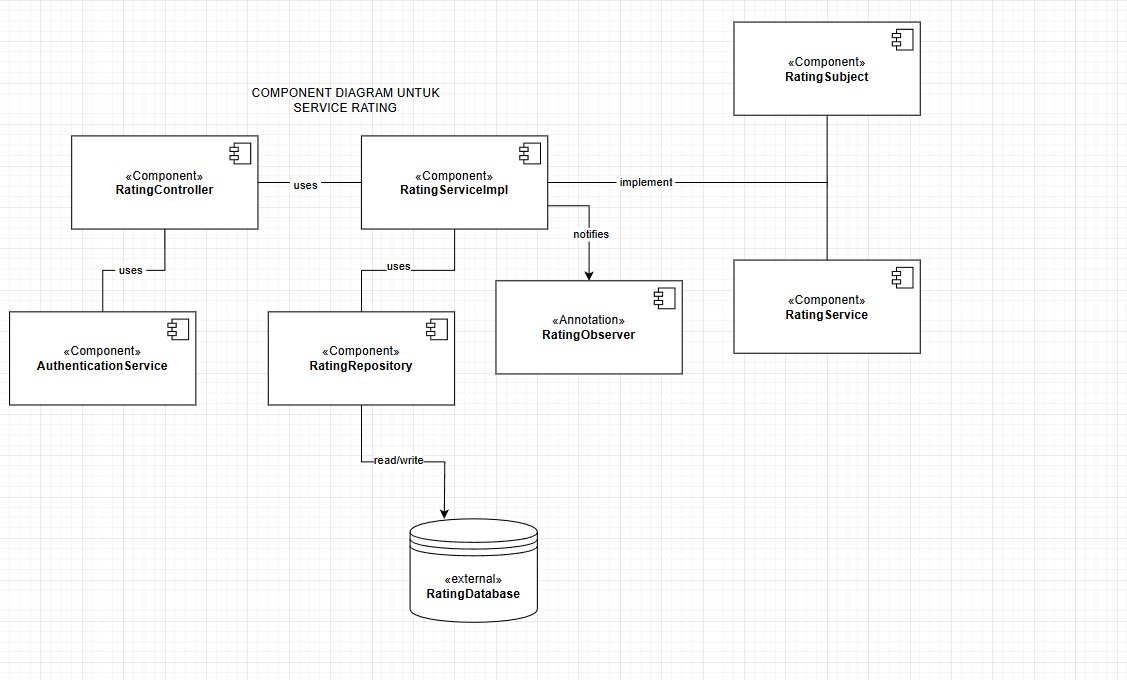 «Component»
RatingSubject
COMPONENT DIAGRAM UNTUK
SERVICE RATING
«Component»
RatingController
uses
«Component»
RatingServiceImpl
implement
notifies
uses
uses
«Component»
RatingService
«Annotation»
RatingObserver
«Component»
AuthenticationService
«Component»
RatingRepository
read/write
«external»
RatingDatabase